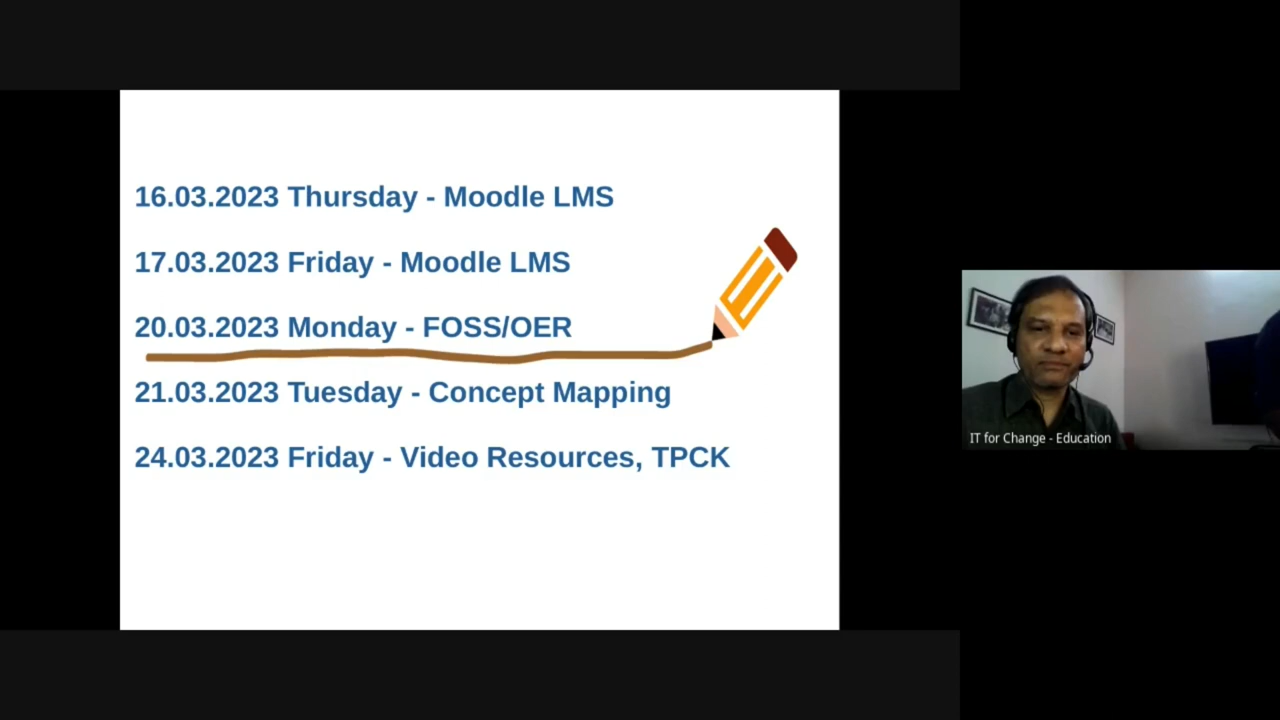 16.03.2023 Thursday - Moodle LMS
17.03.2023 Friday - Moodle LMS
20.03.2023 Monday - FOSS/OER
21.03.2023 Tuesday - Concept Mapping
24.03.2023 Friday - Video Resources, TPCK
IT for Change - Education